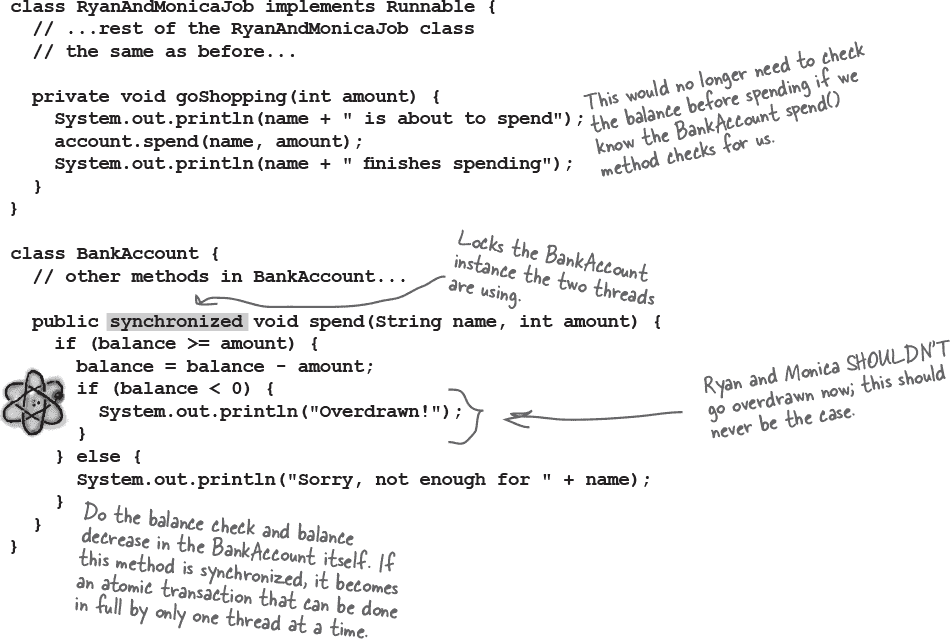 class RyanAndMonicaJob implements Runnable {
// ...rest of the RyanAndMonicaJob class
// the same as before...
private void goShopping(int amount) {
System.out.println(name + " is about to spend");
account.spend(name, amount);
System.out.println(name + " finishes spending");
}
}
This would no longer need to check
the balance before spending if we
know the BankAccount spend()
method checks for us.
class BankAccount {
// other methods in BankAccount...
Locks the BankAccount
instance the two threads
are using.
public synchronized void spend(String name, int amount) {
if (balance >= amount) {
balance = balance - amount;
if (balance < 0) {
System.out.println("Overdrawn!");
}
Ryan and Monica SHOULDN'T
go overdrawn now; this should
never be the case.
} else {
System.out.println("Sorry, not enough for " + name);
}
}
}
Do the balance check and balance
decrease in the BankAccount itself. If
this method is synchronized, it becomes
an atomic transaction that can be done
in full by only one thread at a time.